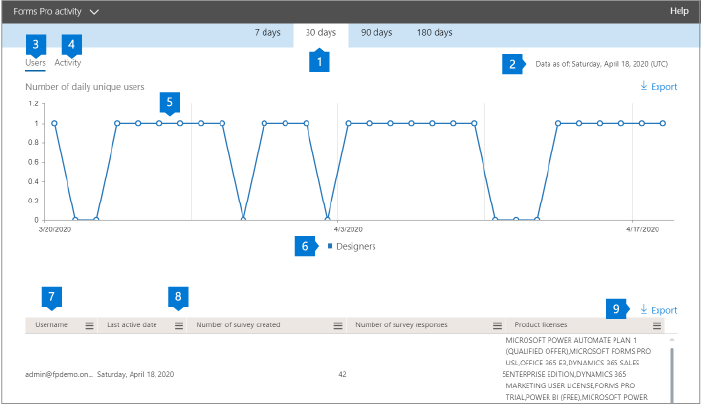 Forms Pro activity
Help
7 days 30 days 90 days 180 days
3 4
1
2
Users Activity
Data as of: Saturday, April 18, 2020 (UTC)
Number of daily unique users
Export
5
1.2
1
0.8
0.6
0.4
0.2
0
3/20/2020 4/3/2020 4/17/2020
6 Designers
7 8 9
Export
Username Last active date Number of survey created Number of survey responses Product licenses
MICROSOFT POWER AUTOMATE PLAN 1
(QUALIFIED OFFER),MICROSOFT FORMS PRO
USL,OFFICE 365 E3,DYNAMICS 365 SALES
admin@fpdemo.on... Saturday, April 18, 2020 42 5 ENTERPRISE EDITION,DYNAMICS 365
MARKETING USER LICENSE,FORMS PRO
TRIAL,POWER BI (FREE),MICROSOFT POWER